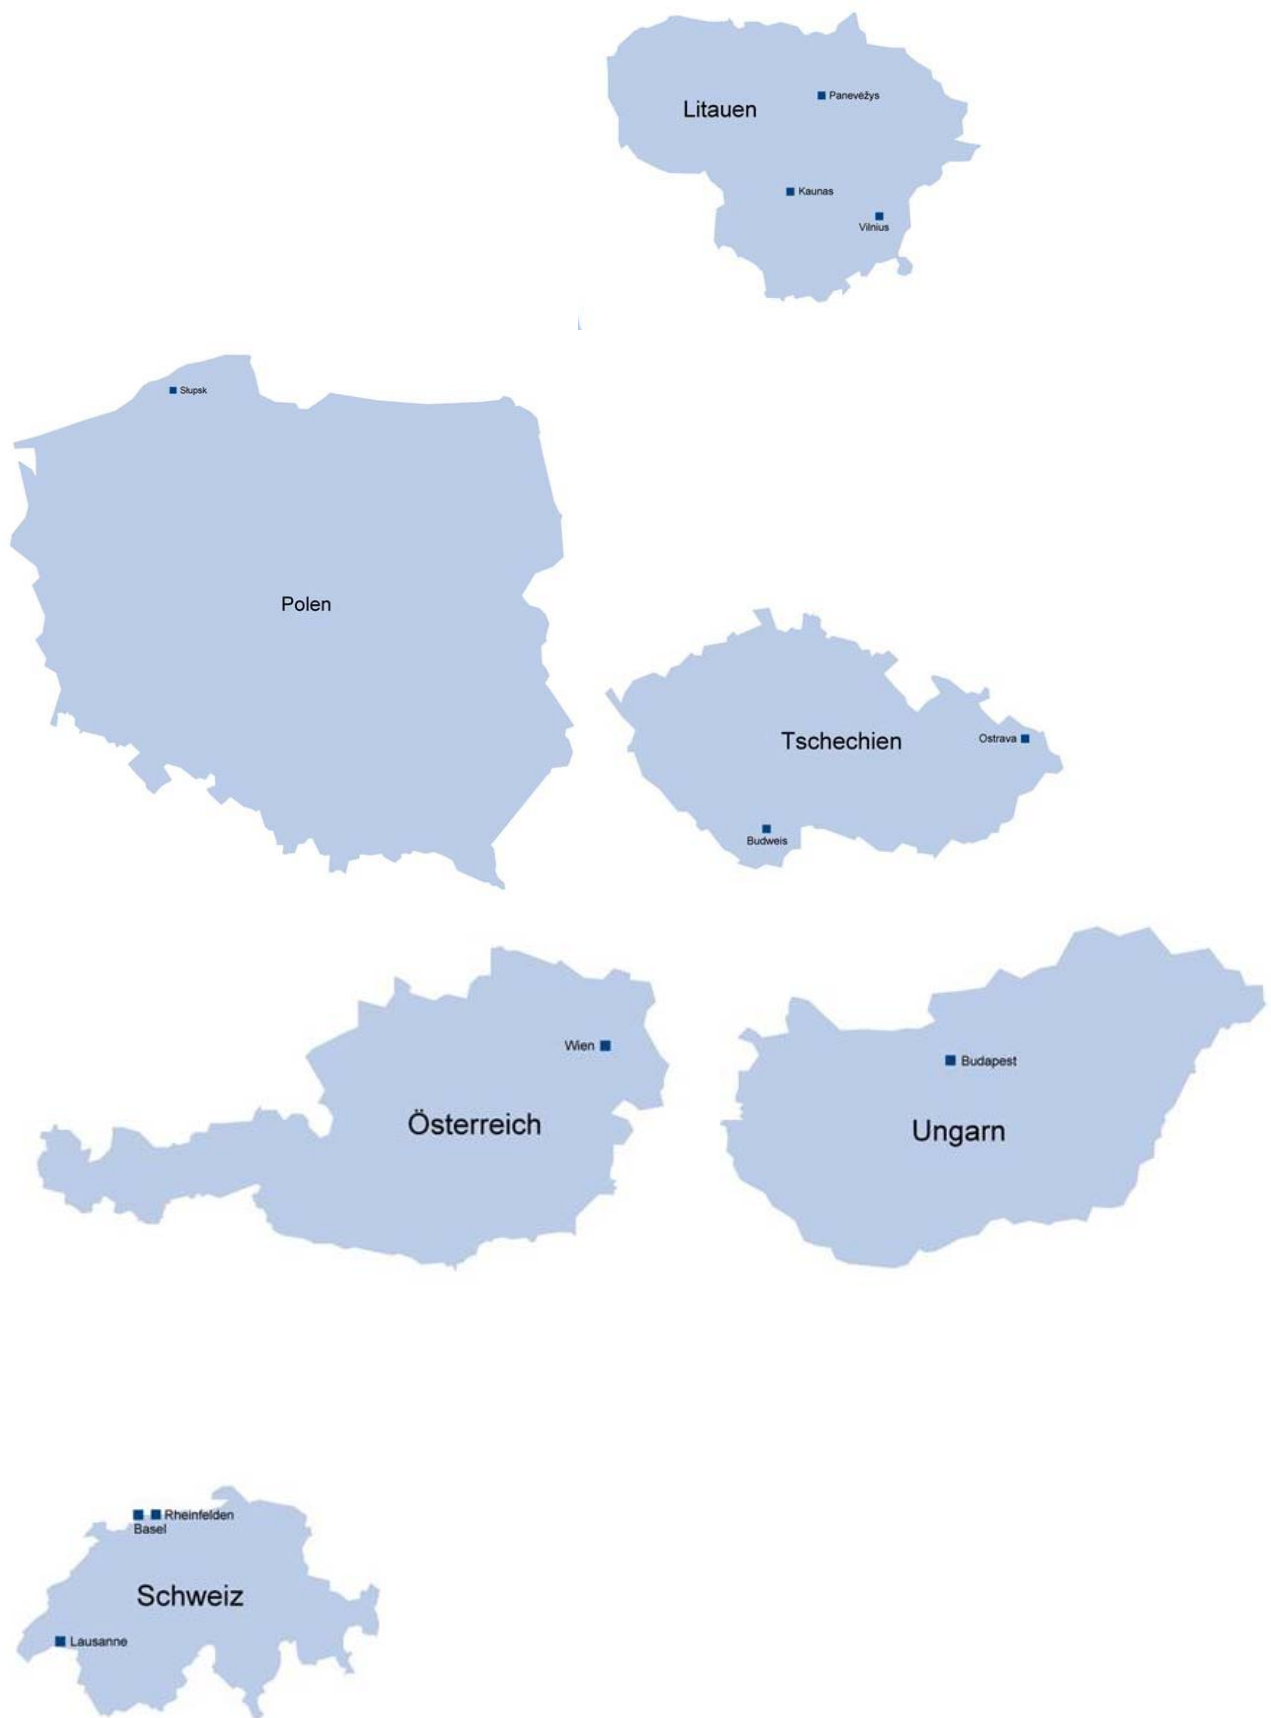 Litauen
Panevėžys
Kaunas
Vilnius
Słupsk
Polen
Tschechien
Ostrava
Budweis
Wien
Österreich
Budapest
Ungarn
Rheinfelden
Basel
Schweiz
Lausanne